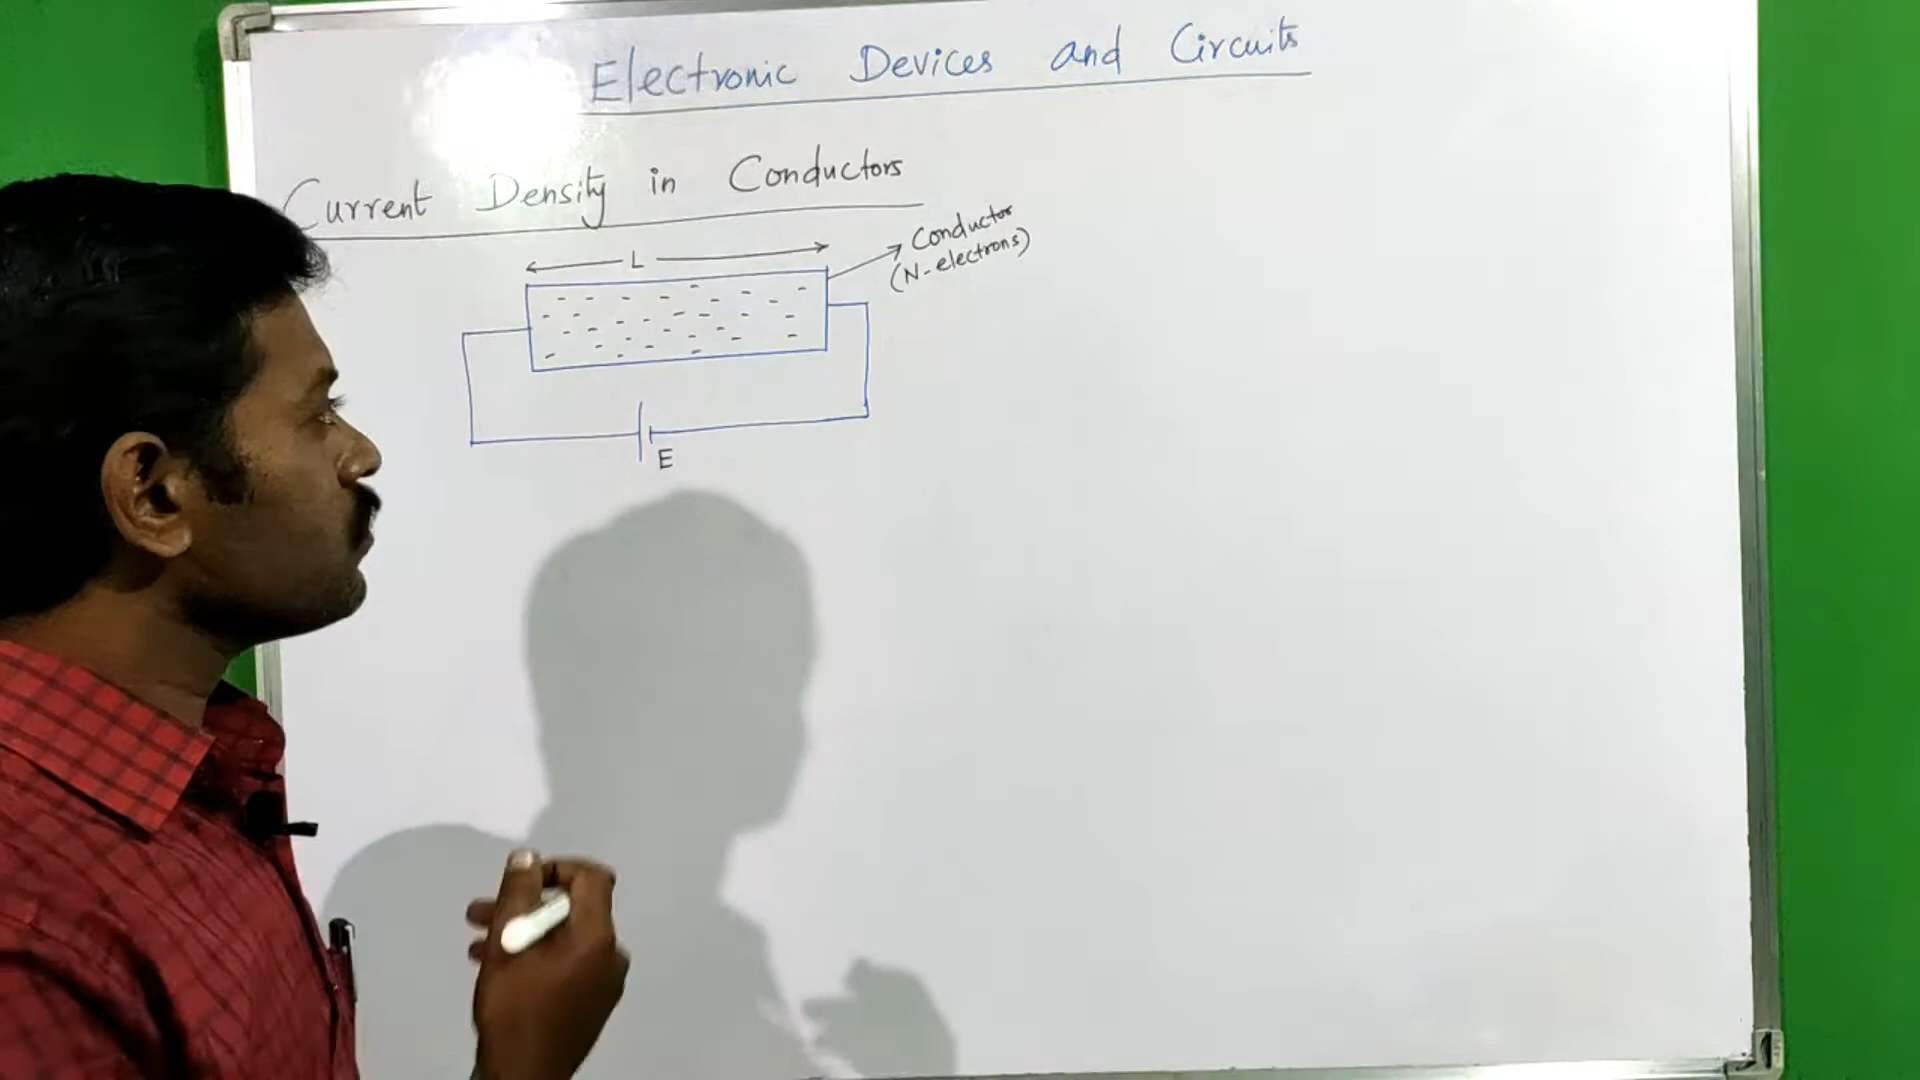 Electronic Devices and Circuits
Current Density in Conductors
L
Conductor
(N-electrons)
E